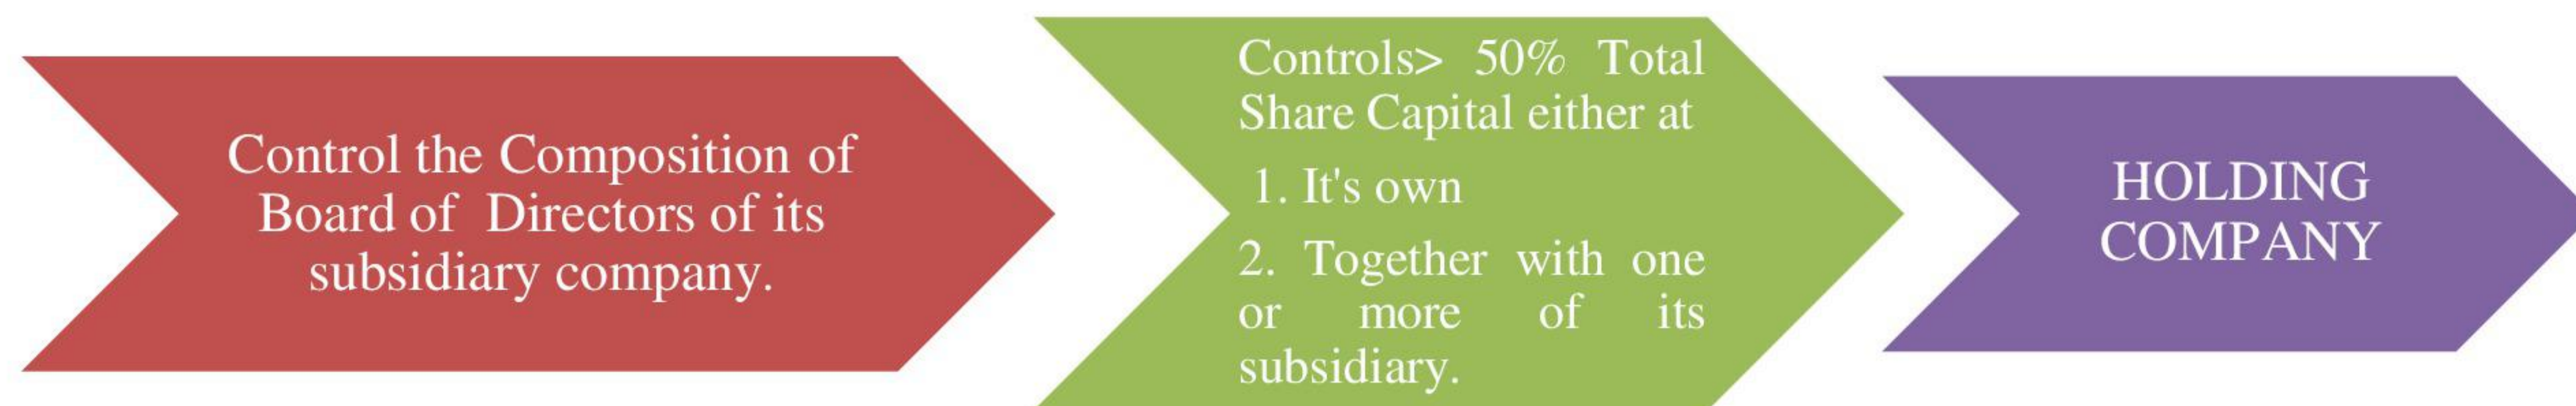 Control the Composition of
Board of Directors of its
subsidiary company.
Controls> 50% Total
Share Capital either at
1. It's own
2. Together with one
or more of its
subsidiary.
HOLDING
COMPANY